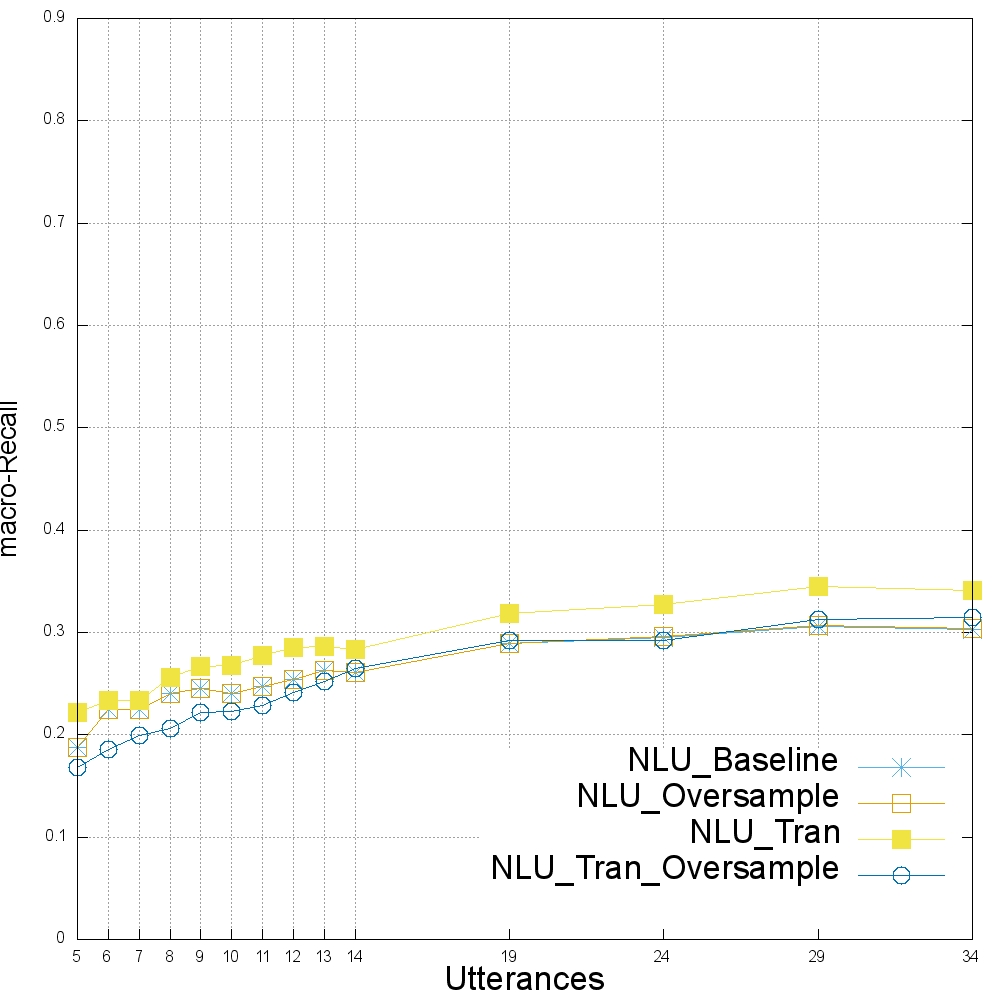 0.9
0.8
0.7
0.6
0.5
0.4
0.3
0.2
0.1
0
macro-Recall
NLU_Baseline
NLU_Oversample
NLU_Tran
NLU_Tran_Oversample
5 6 7 8 9 10 11 12 13 14 19 24 29 34
Utterances